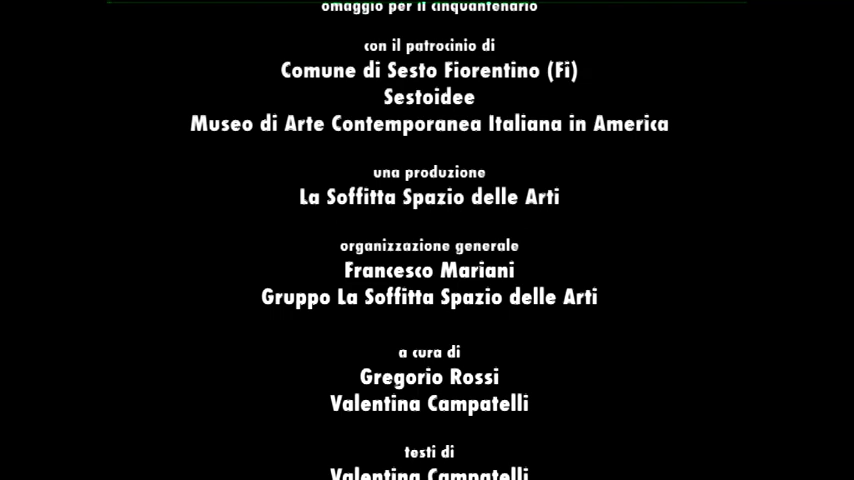 omaggio per il cinquantenario
con il patrocinio di
Comune di Sesto Fiorentino (Fi)
Sestoidee
Museo di Arte Contemporanea Italiana in America
una produzione
La Soffitta Spazio delle Arti
organizzazione generale
Francesco Mariani
Gruppo La Soffitta Spazio delle Arti
a cura di
Gregorio Rossi
Valentina Campatelli
testi di
Valentina Campatelli